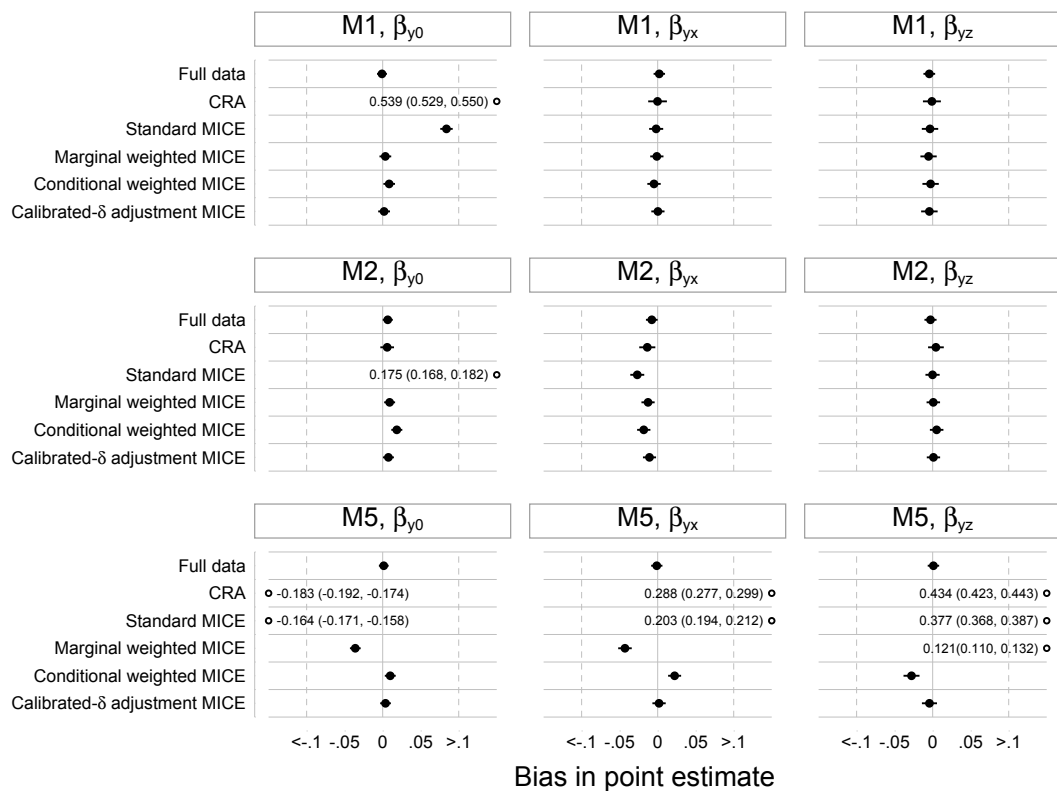 M1, βy0
M1, βyx
M1, βyz
Full data
CRA
0.539 (0.529, 0.550)
Standard MICE
Marginal weighted MICE
Conditional weighted MICE
Calibrated-δ adjustment MICE
M2, βy0
M2, βyx
M2, βyz
Full data
CRA
Standard MICE
0.175 (0.168, 0.182)
Marginal weighted MICE
Conditional weighted MICE
Calibrated-δ adjustment MICE
M5, βy0
M5, βyx
M5, βyz
Full data
CRA
-0.183 (-0.192, -0.174)
0.288 (0.277, 0.299)
0.434 (0.423, 0.443)
Standard MICE
-0.164 (-0.171, -0.158)
0.203 (0.194, 0.212)
0.377 (0.368, 0.387)
Marginal weighted MICE
0.121(0.110, 0.132)
Conditional weighted MICE
Calibrated-δ adjustment MICE
<-.1 -.05 0 .05 >.1
<-.1 -.05 0 .05 >.1
<-.1 -.05 0 .05 >.1
Bias in point estimate